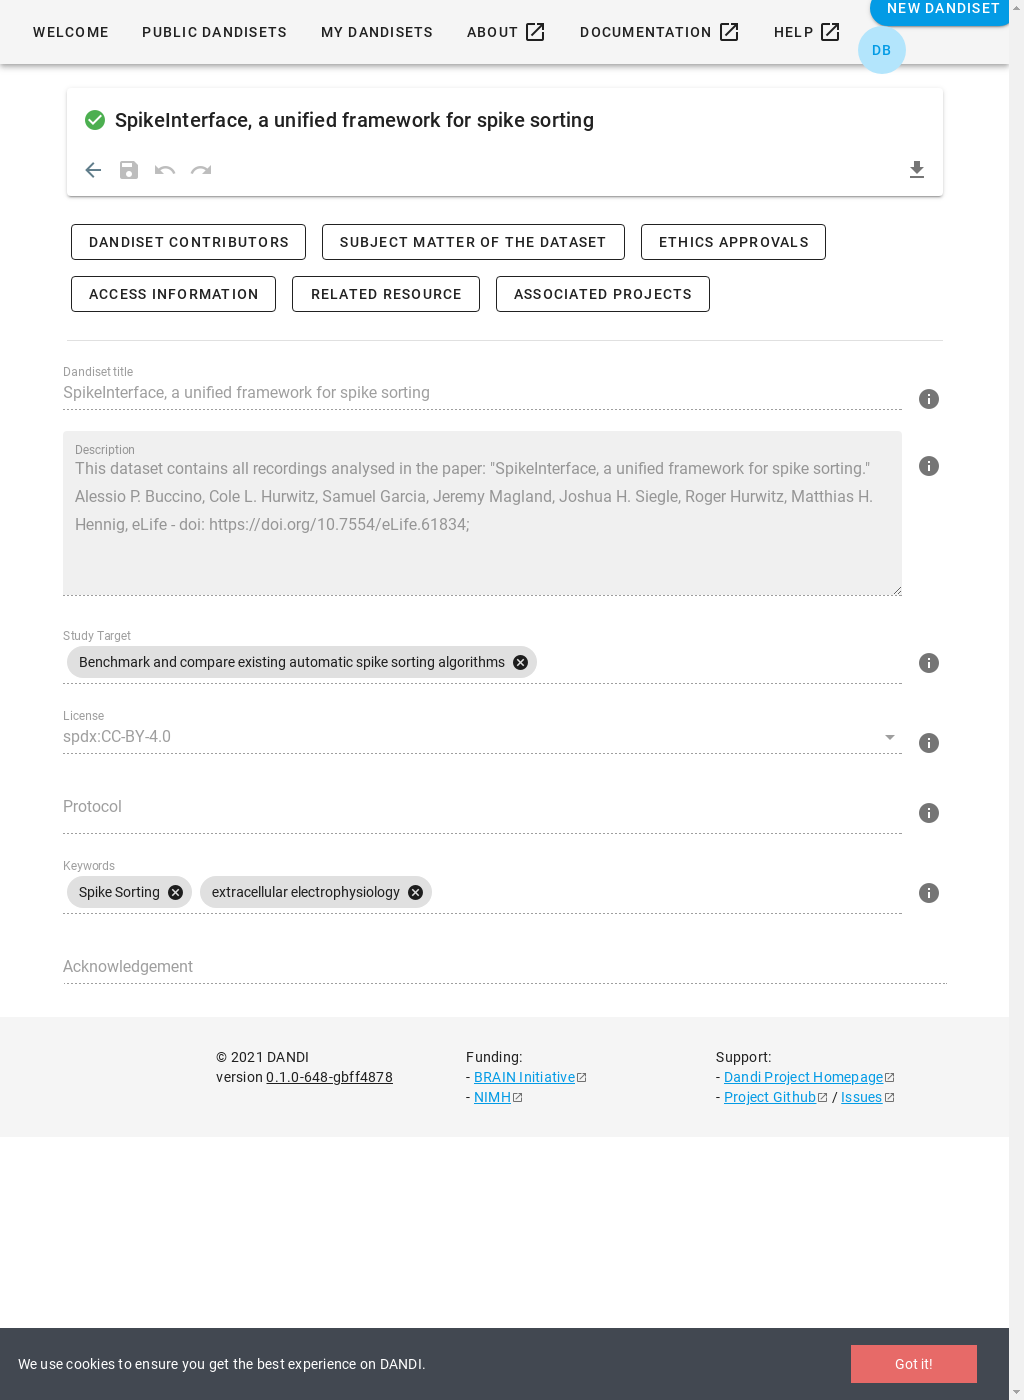 WELCOME PUBLIC DANDISETS MY DANDISETS ABOUT DOCUMENTATION HELP NEW DANDISET
DB
SpikeInterface, a unified framework for spike sorting
DANDISET CONTRIBUTORS SUBJECT MATTER OF THE DATASET ETHICS APPROVALS
ACCESS INFORMATION RELATED RESOURCE ASSOCIATED PROJECTS
Dandiset title
SpikeInterface, a unified framework for spike sorting
Description
This dataset contains all recordings analysed in the paper: "SpikeInterface, a unified framework for spike sorting."
Alessio P. Buccino, Cole L. Hurwitz, Samuel Garcia, Jeremy Magland, Joshua H. Siegle, Roger Hurwitz, Matthias H.
Hennig, eLife - doi: https://doi.org/10.7554/eLife.61834;
Study Target
Benchmark and compare existing automatic spike sorting algorithms
License
spdx:CC-BY-4.0
Protocol
Keywords
Spike Sorting extracellular electrophysiology
Acknowledgement
© 2021 DANDI
version 0.1.0-648-gbff4878
Funding:
- BRAIN Initiative
- NIMH
Support:
- Dandi Project Homepage
- Project Github / Issues
We use cookies to ensure you get the best experience on DANDI.
Got it!